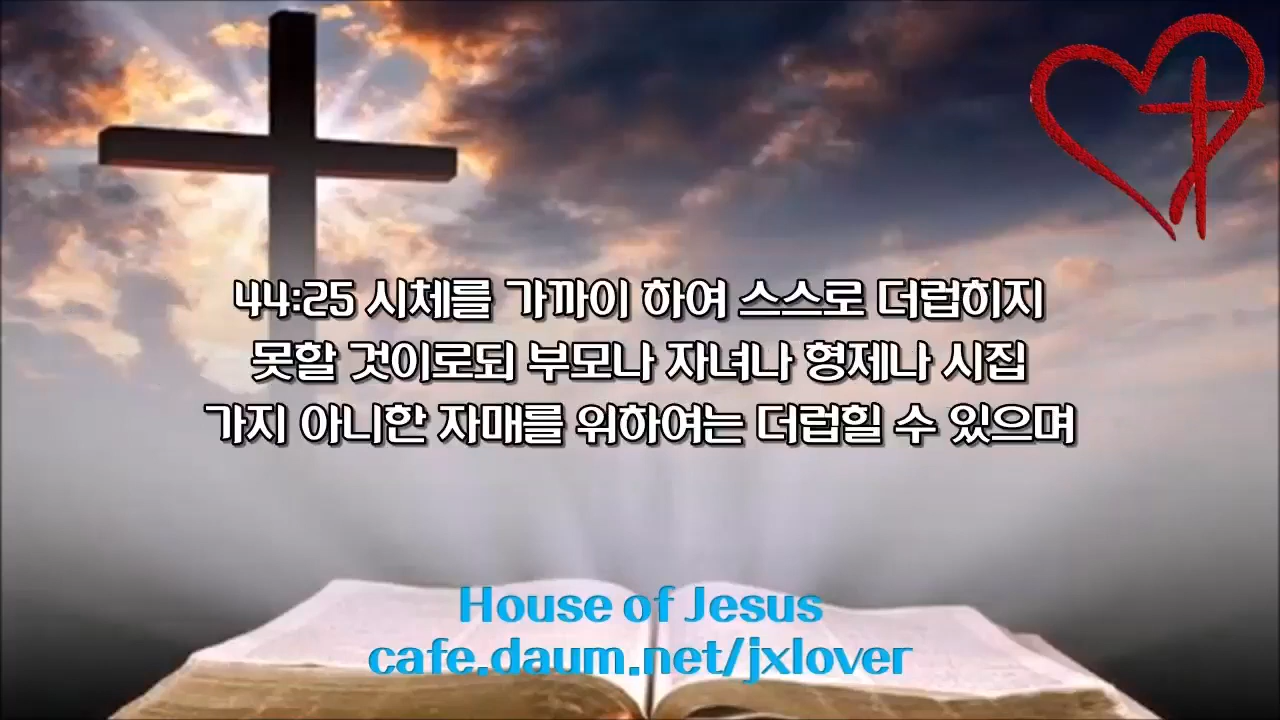 44:25 시체를 가까이 하여 스스로 더럽히지
못할 것이로되 부모나 자녀나 형제나 시집
가지 아니한 자매를 위하여는 더럽힐 수 있으며
House of Jesus
cafe.daum.net/jxlover